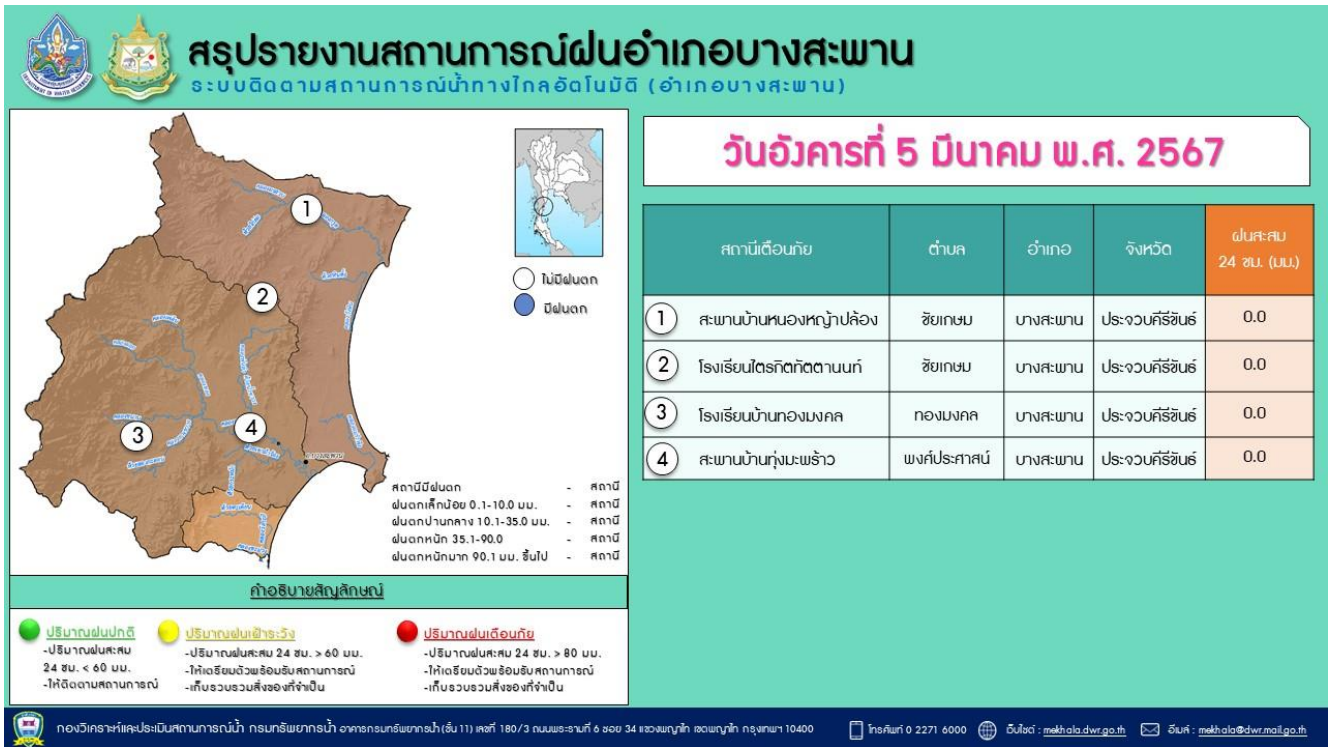 สรุปรายงานสถานการณ์ฝนอำเภอบางสะพาน
ระบบติดตามสถานการณ์น้ำทางไกลอัตโนมัติ (อำเภอบางสะพาน)
วันอังคารที่ 5 มีนาคม พ.ศ. 2567
สถานีเตือนภัย ตำบล อำเภอ จังหวัด ฝนสะสม
24 ชม. (มม.)
1 สะพานบ้านหนองหญ้าปล้อง ชัยเกษม บางสะพาน ประจวบคีรีขันธ์ 0.0
2 โรงเรียนไตรกิตทัตตานนท์ ชัยเกษม บางสะพาน ประจวบคีรีขันธ์ 0.0
3 โรงเรียนบ้านทองมงคล ทองมงคล บางสะพาน ประจวบคีรีขันธ์ 0.0
4 สะพานบ้านทุ่งมะพร้าว พงศ์ประศาสน์ บางสะพาน ประจวบคีรีขันธ์ 0.0
1
2
3
4
ไม่มีฝนตก
มีฝนตก
สถานีมีฝนตก - สถานี
ฝนตกเล็กน้อย 0.1-10.0 มม. - สถานี
ฝนตกปานกลาง 10.1-35.0 มม. - สถานี
ฝนตกหนัก 35.1-90.0 - สถานี
ฝนตกหนักมาก 90.1 มม. ขึ้นไป - สถานี
คำอธิบายสัญลักษณ์
ปริมาณฝนปกติ
-ปริมาณฝนสะสม
24 ชม. < 60 มม.
-ให้ติดตามสถานการณ์
ปริมาณฝนเฝ้าระวัง
-ปริมาณฝนสะสม 24 ชม. > 60 มม.
-ให้เตรียมตัวพร้อมรับสถานการณ์
-เก็บรวบรวมสิ่งของที่จำเป็น
ปริมาณฝนเตือนภัย
-ปริมาณฝนสะสม 24 ชม. > 80 มม.
-ให้เตรียมตัวพร้อมรับสถานการณ์
-เก็บรวบรวมสิ่งของที่จำเป็น
กองวิเคราะห์และประเมินสถานการณ์น้ำ กรมทรัพยากรน้ำ อาคารกรมทรัพยากรน้ำ (ชั้น 11) เลขที่ 180/3 ถนนพระรามที่ 6 ซอย 34 แขวงพญาไท เขตพญาไท กรุงเทพฯ 10400 โทรศัพท์ 0 2271 6000 เว็บไซต์ : mekhala.dwr.go.th อีเมล์ : mekhala@dwr.mail.go.th